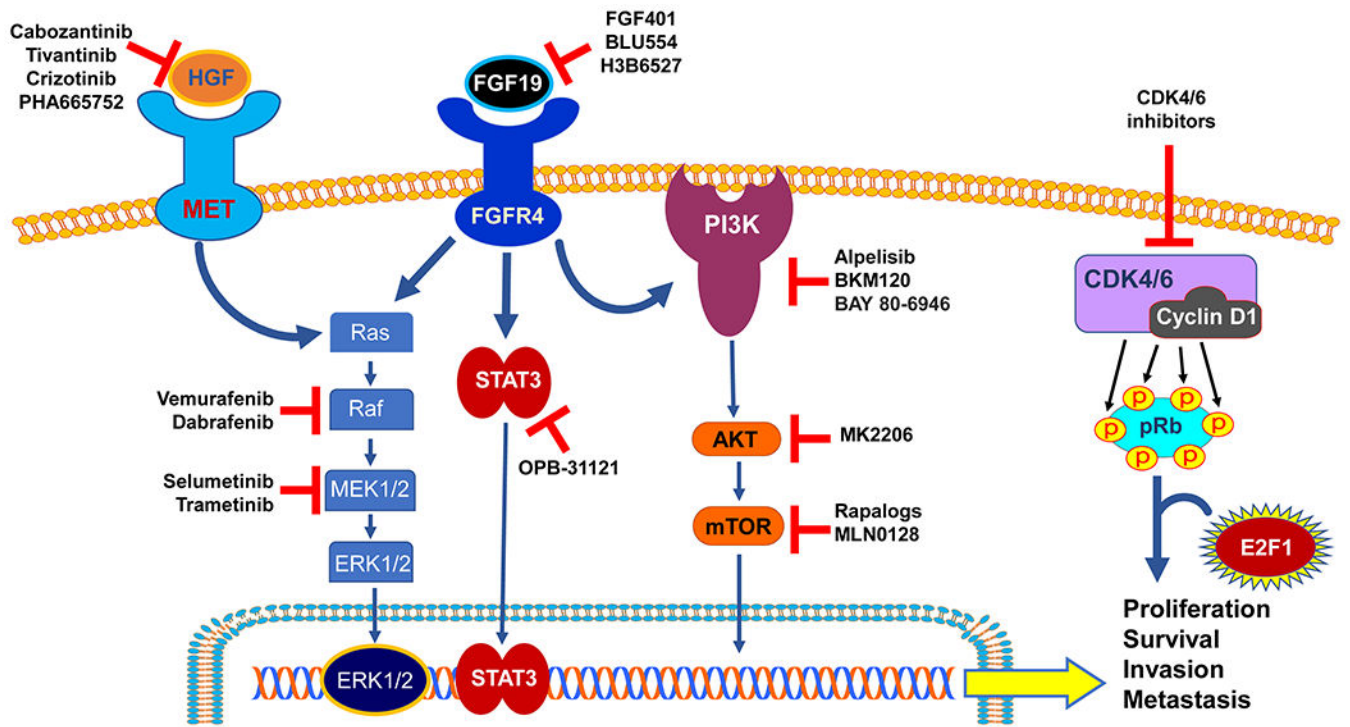 Cabozantinib
Tivantinib
Crizotinib
PHA665752
HGF
MET
FGF401
BLU554
H3B6527
FGF19
FGFR4
PI3K
Alpelisib
BKM120
BAY 80-6946
CDK4/6
inhibitors
CDK4/6
Cyclin D1
P
P
P
P
P
P
pRb
E2F1
Ras
Vemurafenib
Dabrafenib
Raf
Selumetinib
Trametinib
MEK1/2
ERK1/2
STAT3
OPB-31121
AKT
MK2206
mTOR
Rapalogs
MLN0128
ERK1/2
STAT3
Proliferation
Survival
Invasion
Metastasis